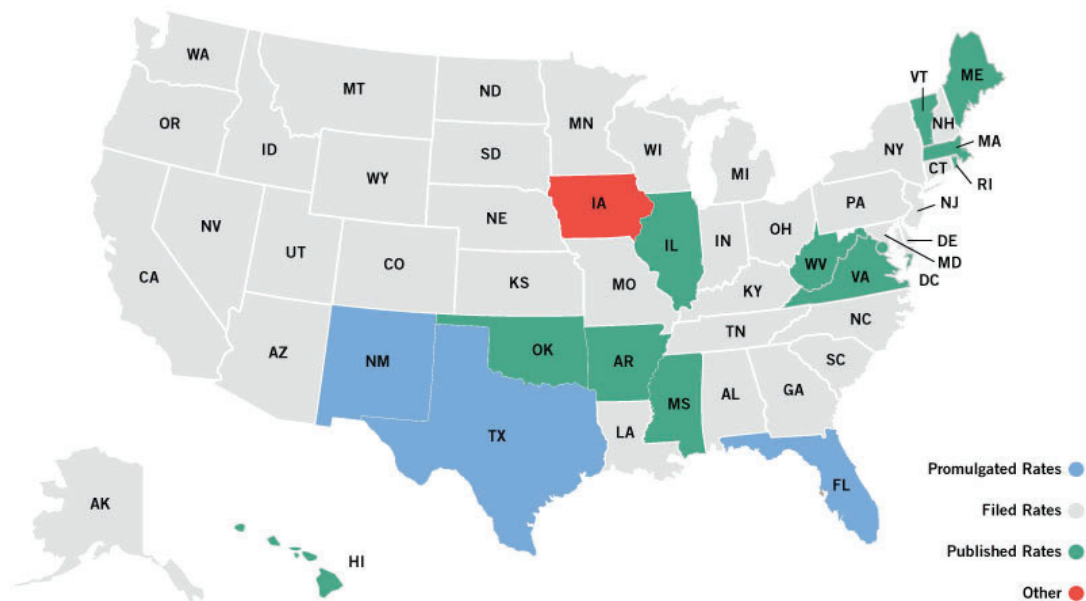 WA
OR
CA
NV
ID
MT
WY
UT
AZ
CO
NM
ND
SD
NE
KS
OK
TX
MN
IA
MO
AR
LA
WI
IL
MS
MI
IN
KY
TN
AL
OH
WV
VA
NC
SC
GA
FL
PA
NY
VT
NH
ME
MA
CT
RI
NJ
DE
MD
DC
AK
HI
Promulgated Rates
Filed Rates
Published Rates
Other